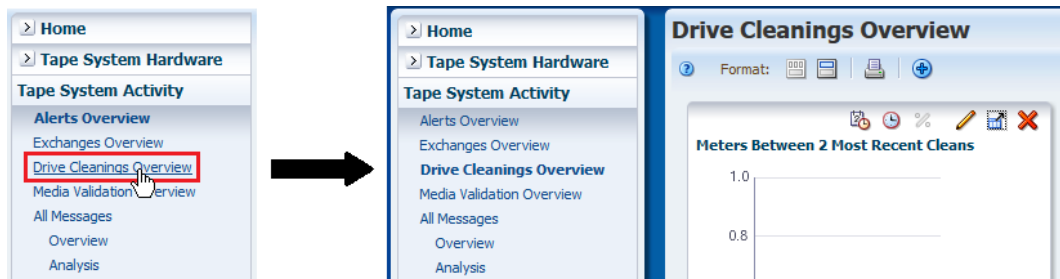 Home
Tape System Hardware
Tape System Activity
Alerts Overview
Exchanges Overview
Drive Cleanings Overview
Media Validation Overview
All Messages
Overview
Analysis
Home
Tape System Hardware
Tape System Activity
Alerts Overview
Exchanges Overview
Drive Cleanings Overview
Media Validation Overview
All Messages
Overview
Analysis
Drive Cleanings Overview
Format:
Meters Between 2 Most Recent Cleans
1.0
0.8